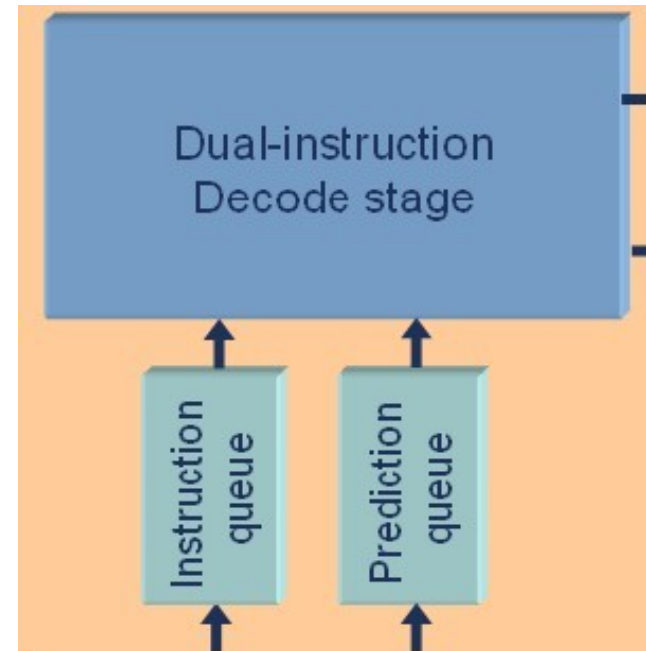 Dual-instruction
Decode stage
Instruction
queue
Prediction
queue